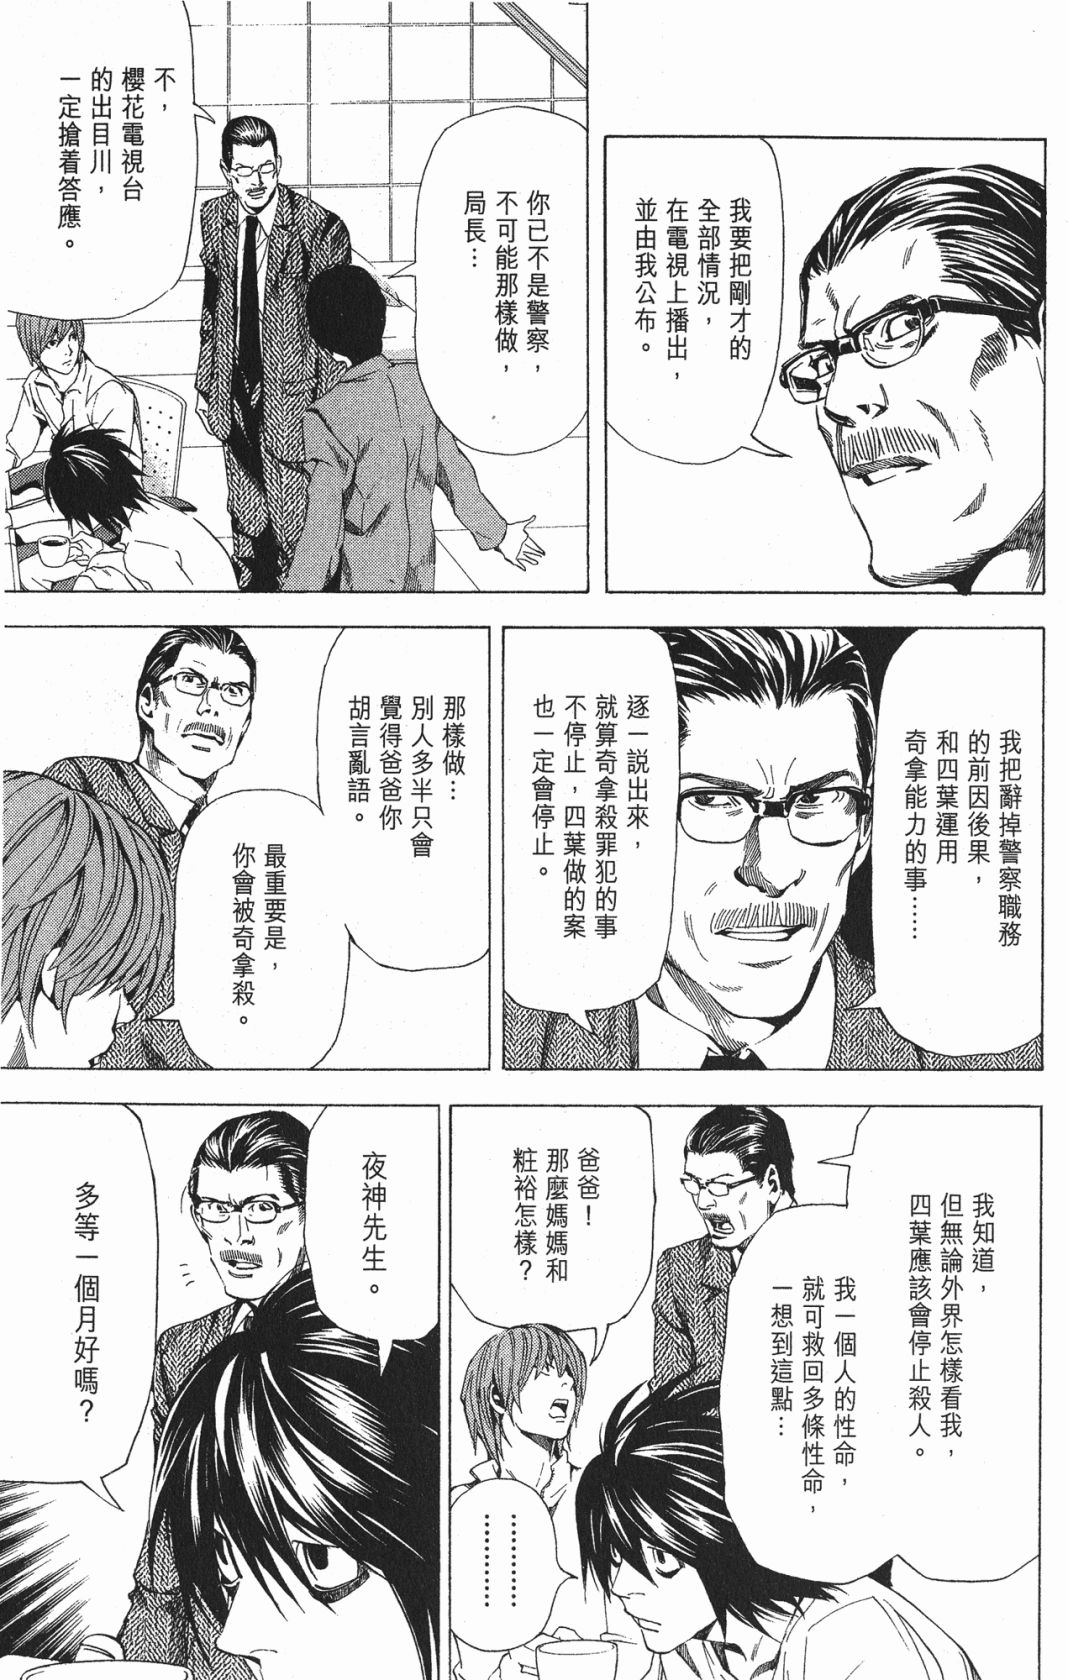 我要把剛才的
全部情況，
在電視上播出，
並由我公布。
你已不是警察，
不可能那樣做，
局長…
不，
櫻花電視台
的出目川，
一定搶着答應。
我把辭掉警察職務
的前因後果，
和四葉運用
奇拿能力的事……
逐一説出來，
就算奇拿殺罪犯的事
不停止，四葉做的案
也一定會停止。
那樣做…
別人多半只會
覺得爸爸你
胡言亂語。
最重要是，
你會被奇拿殺。
我知道，
但無論外界怎樣看我，
四葉應該會停止殺人。
我一個人的性命，
就可救回多條性命，
一想到這點…
爸爸！
那麼媽媽和
粧裕怎樣？
…………
…………
夜神先生。
多等一個月好嗎？